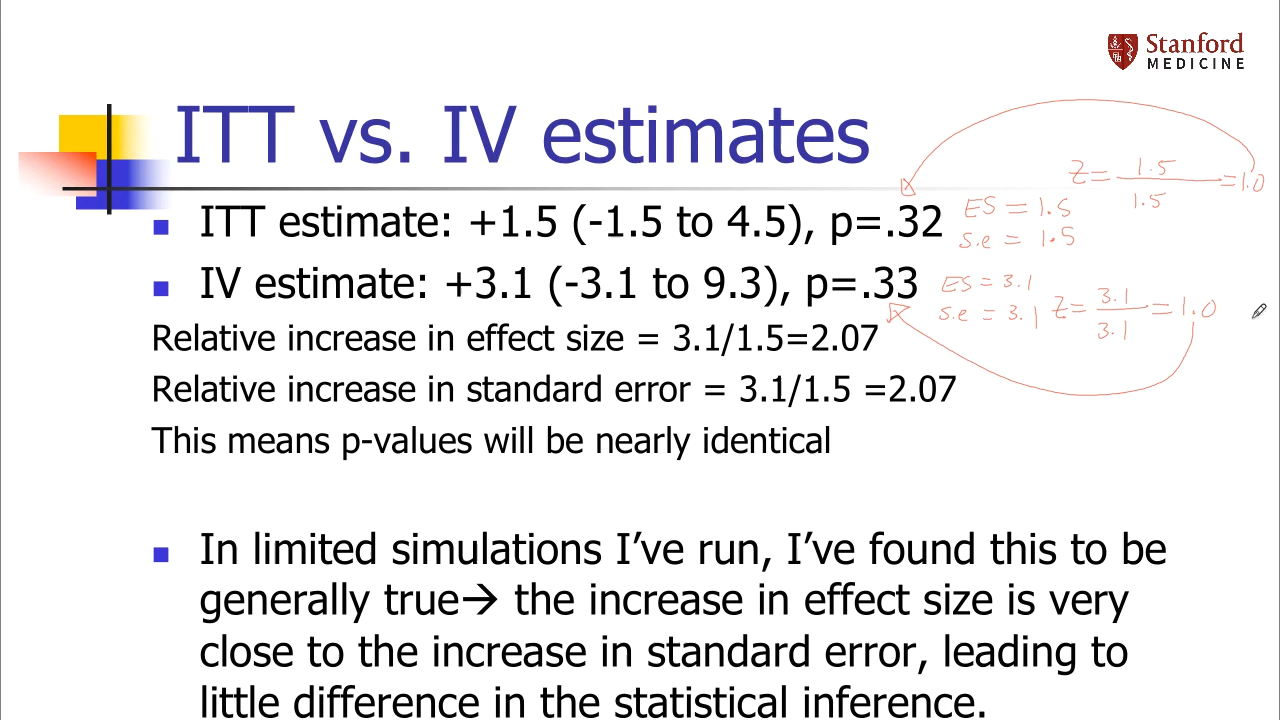 Stanford
MEDICINE
ITT vs. IV estimates
Z = 1.5 / 1.5 = 1.0
ITT estimate: +1.5 (-1.5 to 4.5), p=.32
ES = 1.5
s.e = 1.5
IV estimate: +3.1 (-3.1 to 9.3), p=.33
ES = 3.1
s.e = 3.1
Z = 3.1 / 3.1 = 1.0
Relative increase in effect size = 3.1/1.5=2.07
Relative increase in standard error = 3.1/1.5 =2.07
This means p-values will be nearly identical
In limited simulations I’ve run, I’ve found this to be
generally true→ the increase in effect size is very
close to the increase in standard error, leading to
little difference in the statistical inference.